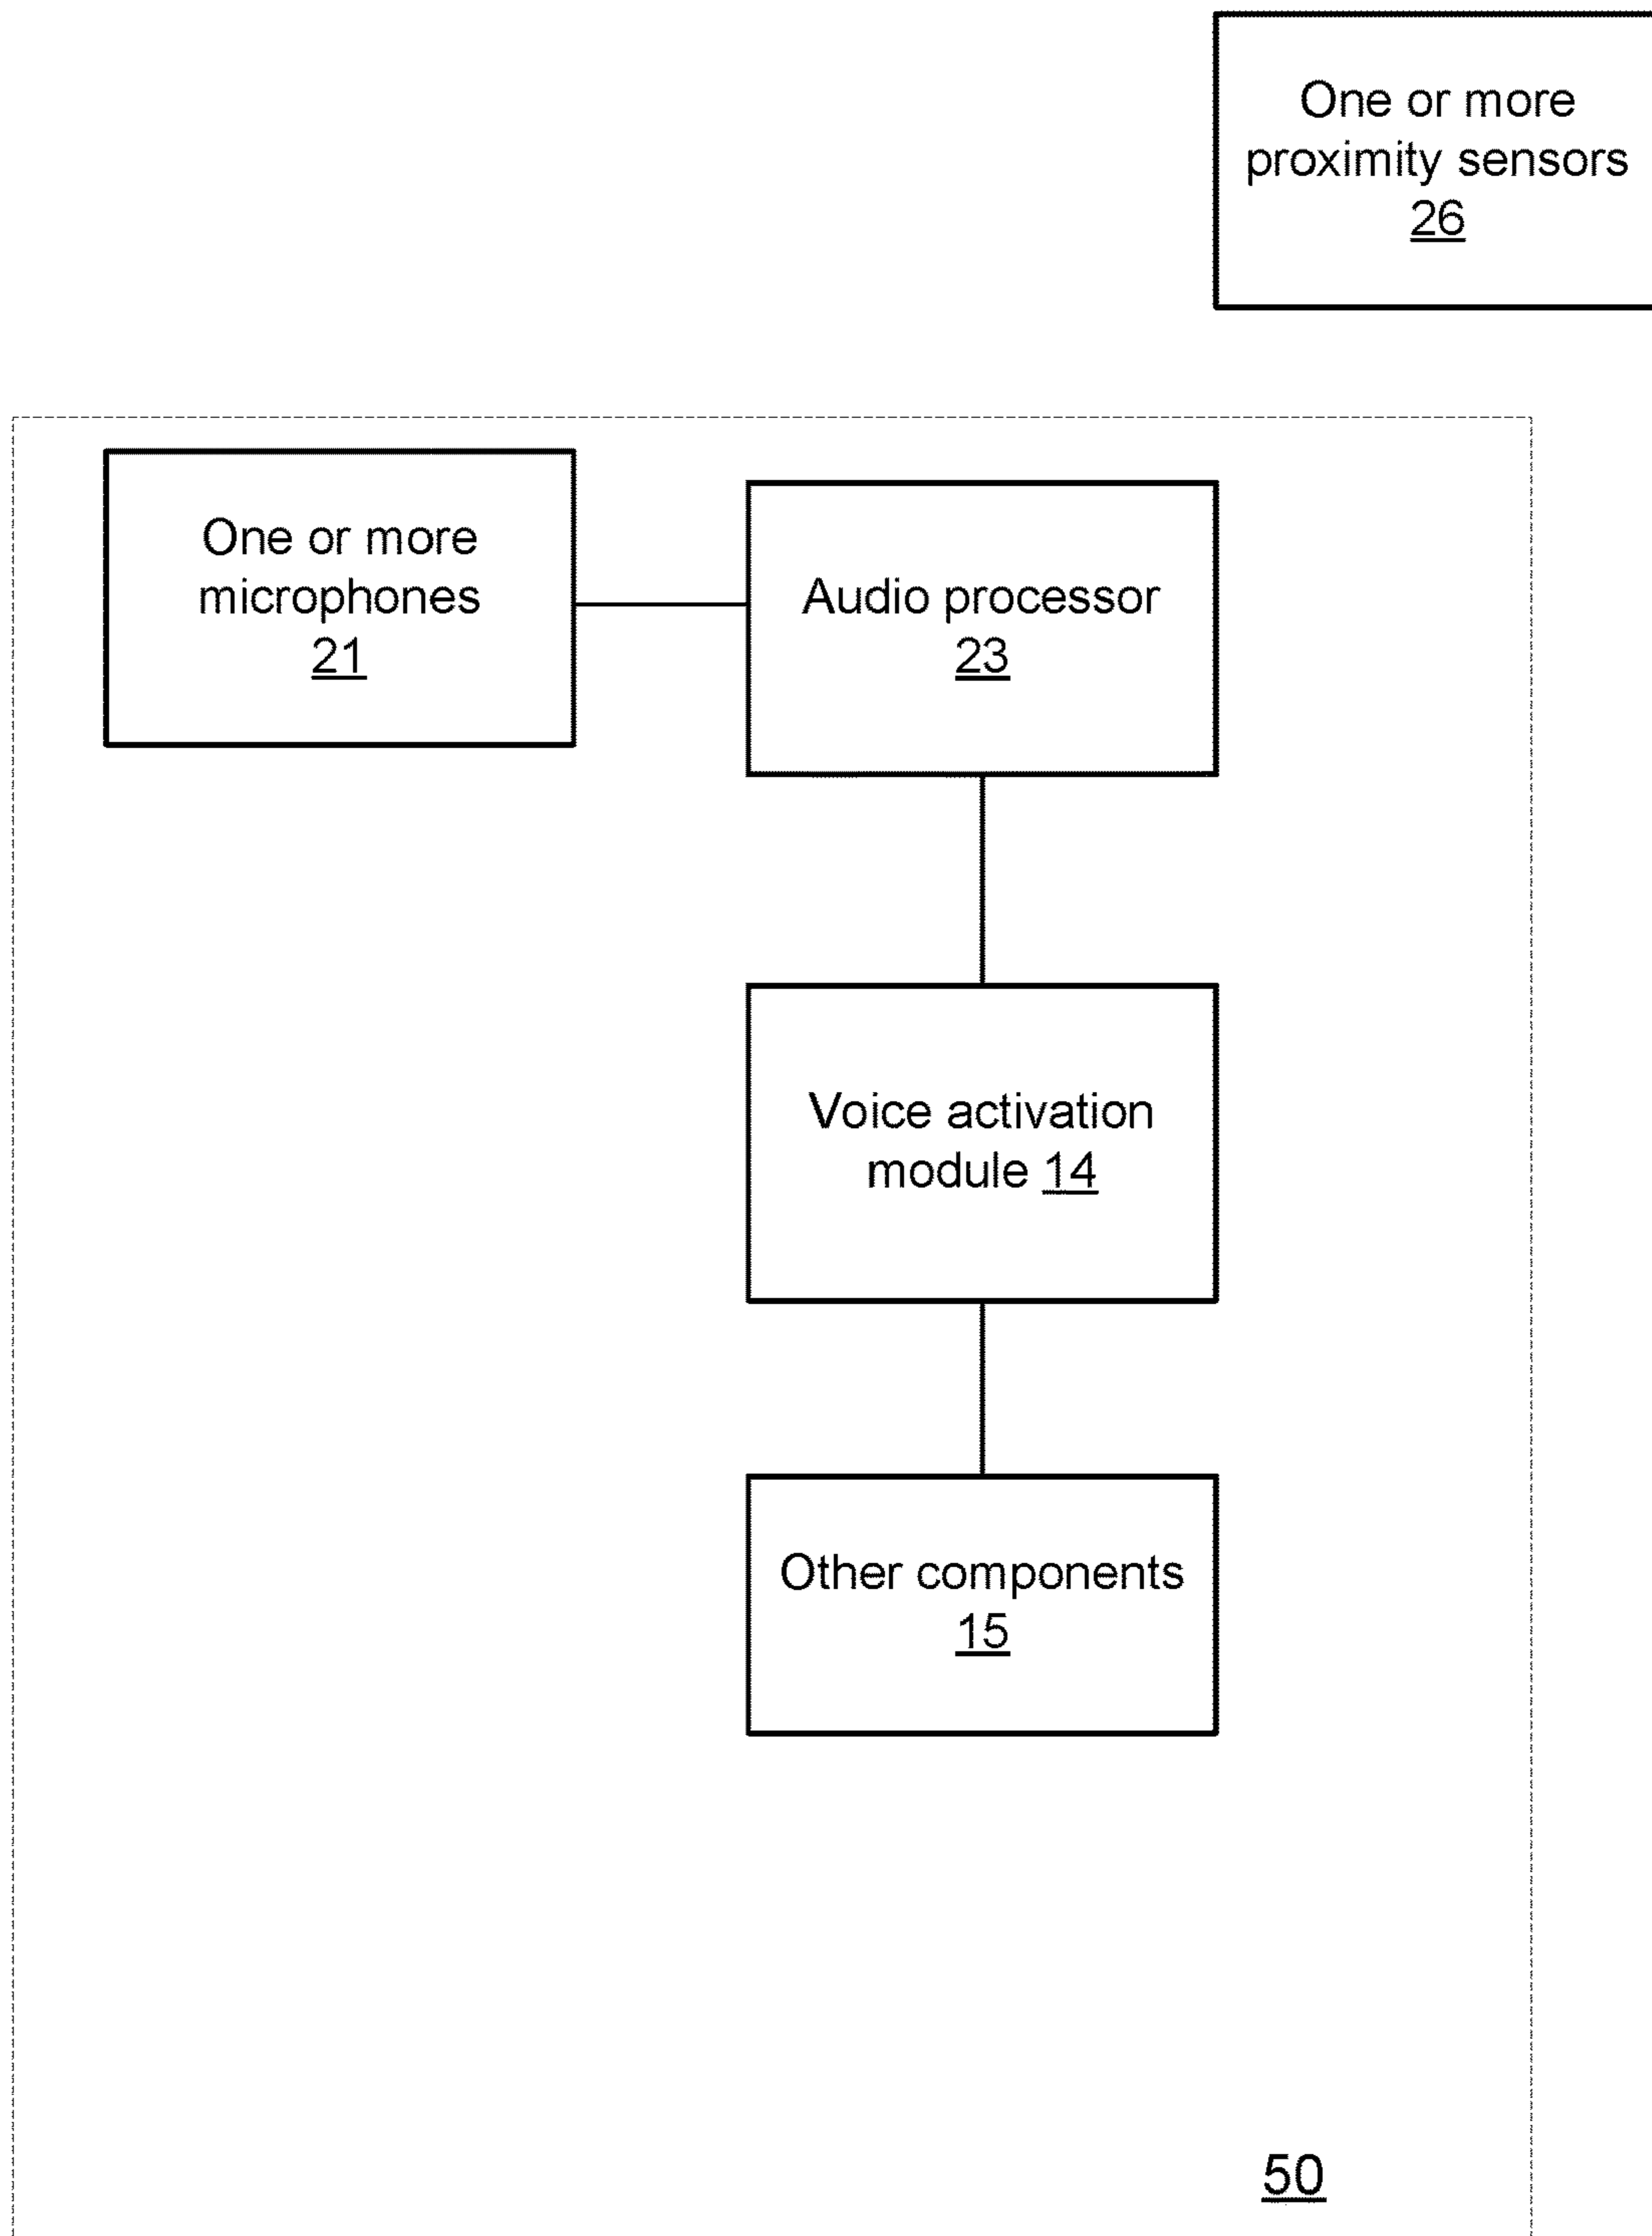 One or more
proximity sensors
26
One or more
microphones
21
Audio processor
23
Voice activation
module 14
Other components
15
50